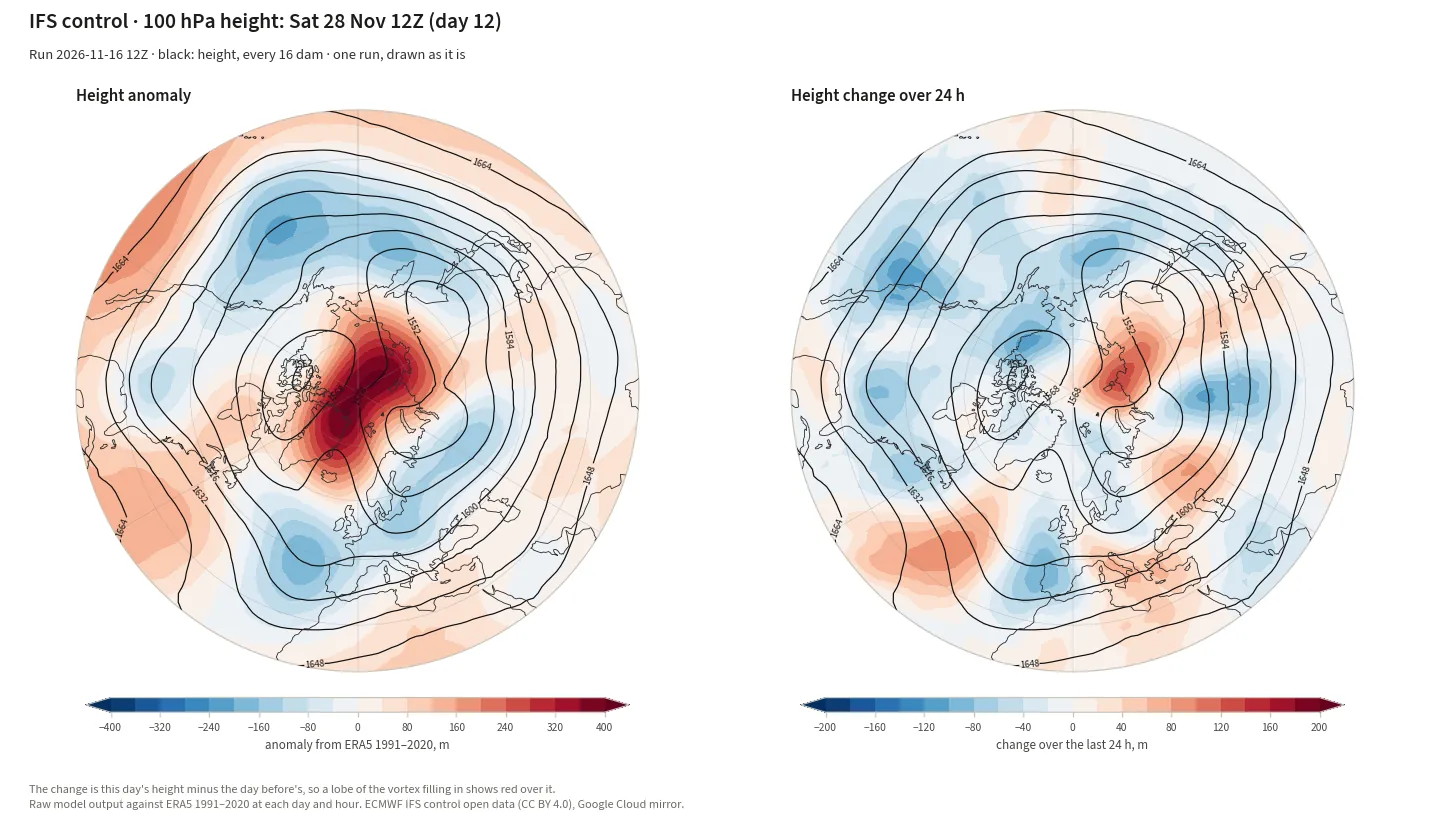 IFS control · 100 hPa height: Sat 28 Nov 12Z (day 12)
Run 2026-11-16 12Z · black: height, every 16 dam · one run, drawn as it is
Height anomaly
Height change over 24 h
1664
1664
1552
1584
1648
1600
1632
1664
1648
1664
1664
1552
1568
1568
1584
1648
1600
1632
1664
1648
−400 −320 −240 −160 −80 0 80 160 240 320 400
anomaly from ERA5 1991–2020, m
−200 −160 −120 −80 −40 0 40 80 120 160 200
change over the last 24 h, m
The change is this day's height minus the day before's, so a lobe of the vortex filling in shows red over it.
Raw model output against ERA5 1991–2020 at each day and hour. ECMWF IFS control open data (CC BY 4.0), Google Cloud mirror.